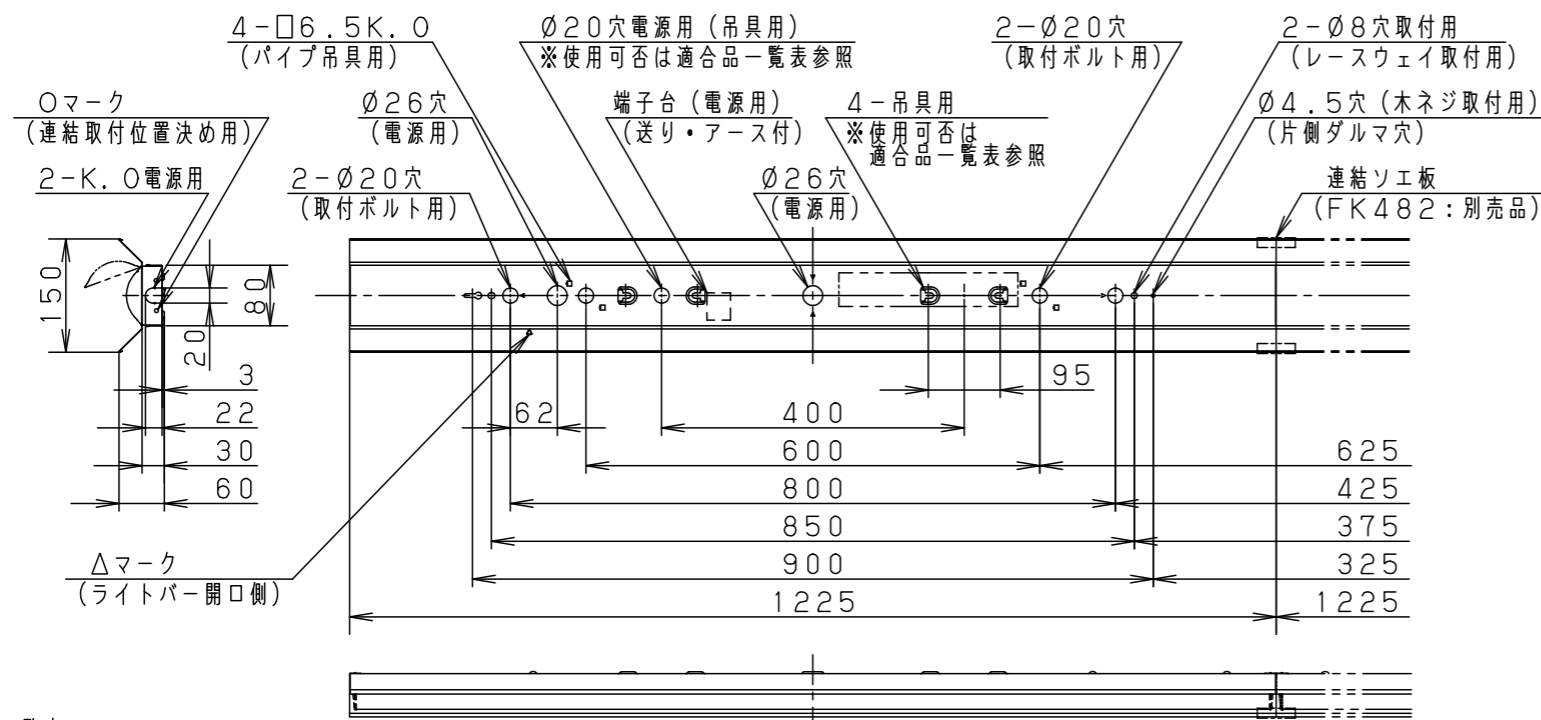 4-□6.5K.O
(パイプ吊具用)
Ø20穴電源用(吊具用)
※使用可否は適合品一覧表参照
2-Ø20穴
(取付ボルト用)
2-Ø8穴取付用
(レースウェイ取付用)
Oマーク
(連結取付位置決め用)
Ø26穴
(電源用)
端子台(電源用)
(送り・アース付)
4-吊具用
※使用可否は
適合品一覧表参照
Ø4.5穴(木ネジ取付用)
(片側ダルマ穴)
2-K.O電源用
2-Ø20穴
(取付ボルト用)
Ø26穴
(電源用)
連結ソエ板
(FK482:別売品)
150
80
20
3
95
22
62
400
30
600
625
60
800
425
850
375
△マーク
(ライトバー開口側)
900
325
1225
1225